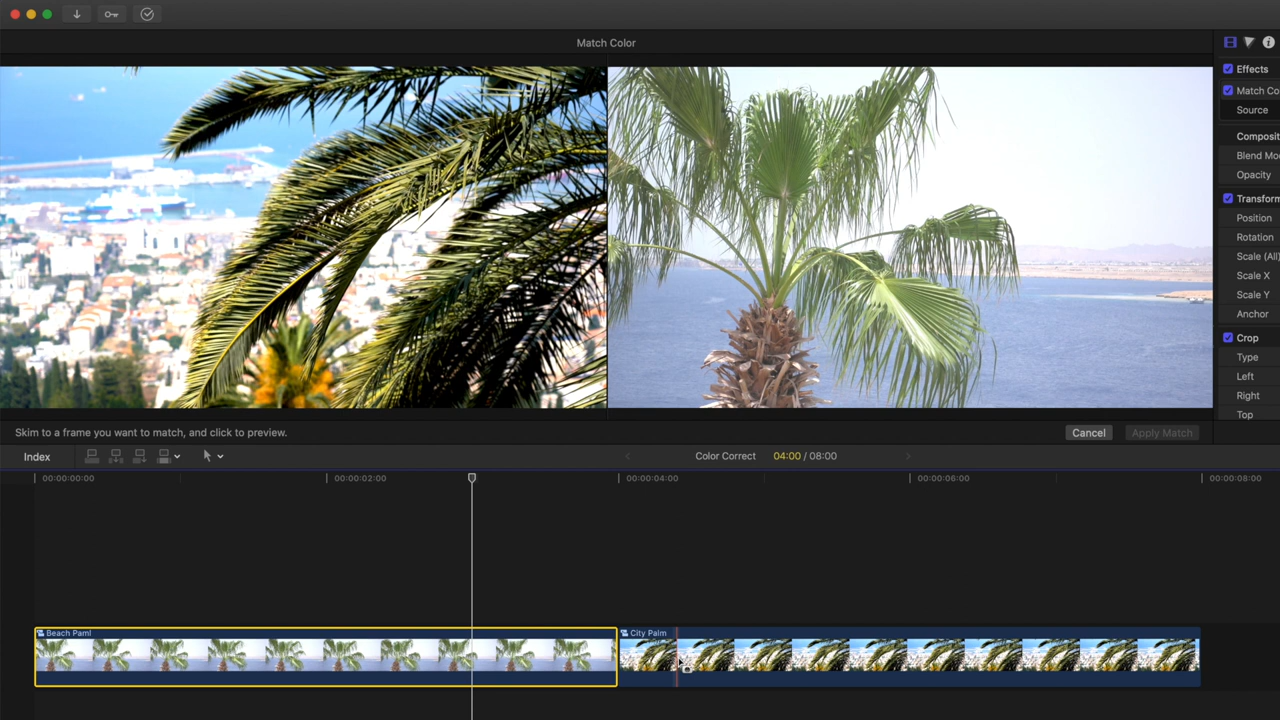 Match Color
Effects
Match Co
Source
Composit
Blend Mo
Opacity
Transform
Position
Rotation
Scale (All)
Scale X
Scale Y
Anchor
Crop
Type
Left
Right
Top
Skim to a frame you want to match, and click to preview.
Cancel
Apply Match
Index
Color Correct
04:00 / 08:00
00:00:00:00
00:00:02:00
00:00:04:00
00:00:06:00
00:00:08:00
Beach Paml
City Palm